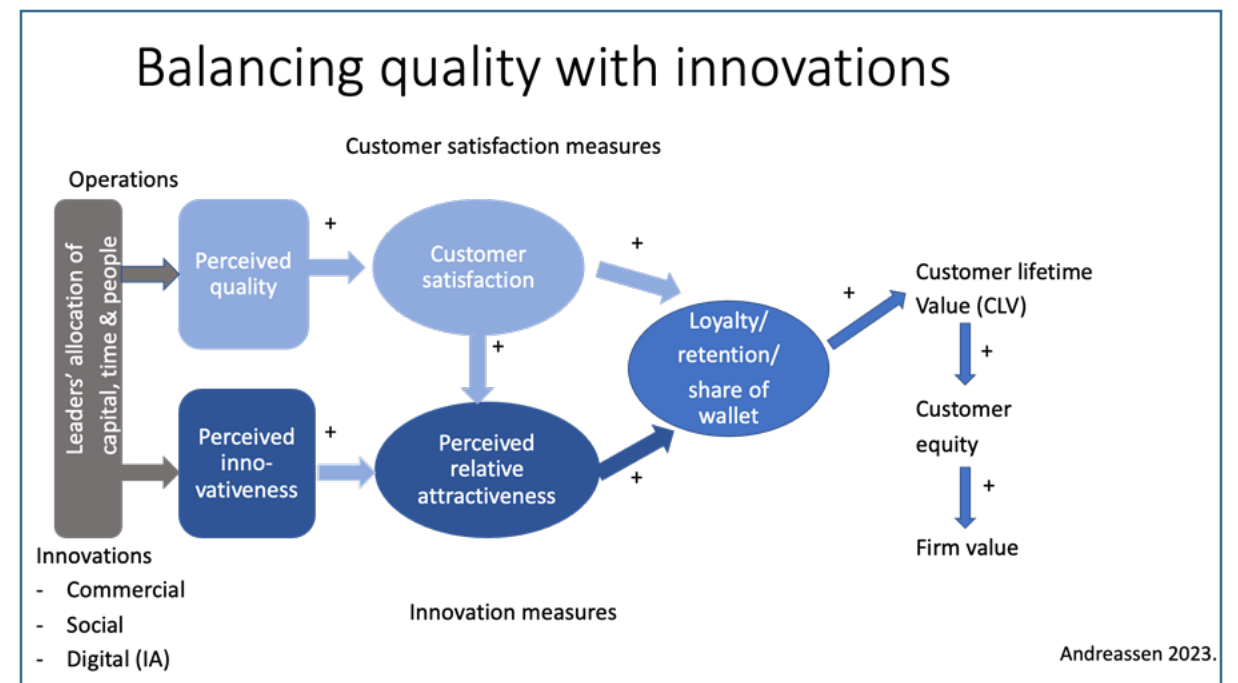 Balancing quality with innovations
Customer satisfaction measures
Operations
Leaders' allocation of
capital, time & people
Perceived
quality
+
Customer
satisfaction
+
+
Perceived
inno-
vativeness
+
Perceived
relative
attractiveness
+
Loyalty/
retention/
share of
wallet
+
Customer lifetime
Value (CLV)
+
Customer
equity
+
Firm value
Innovations
- Commercial
- Social
- Digital (IA)
Innovation measures
Andreassen 2023.